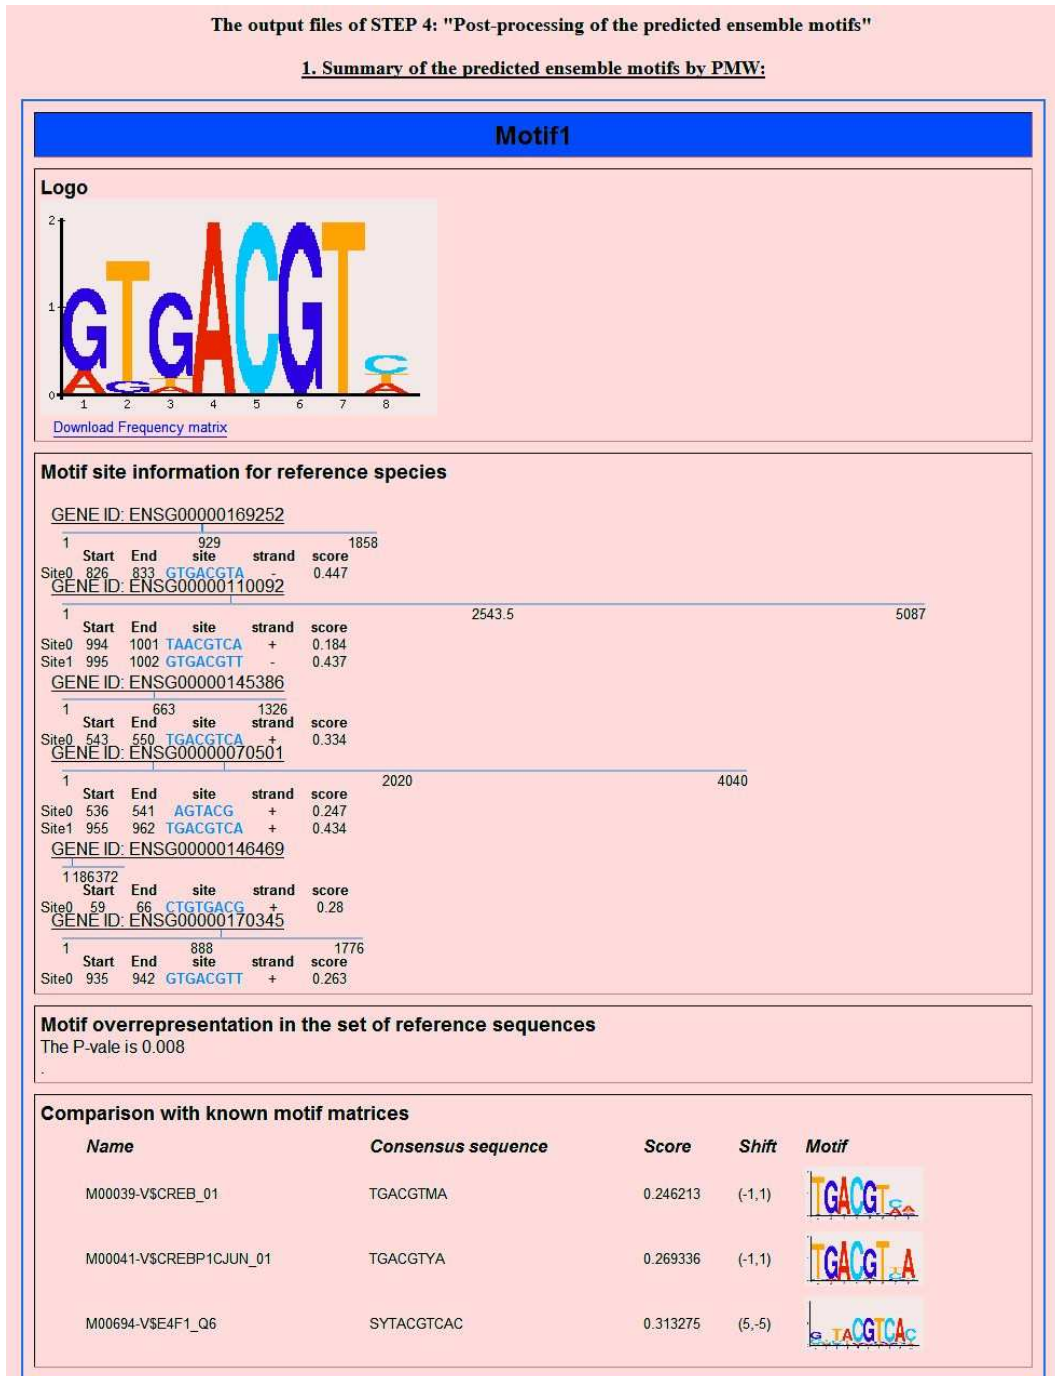 The output files of STEP 4: "Post-processing of the predicted ensemble motifs"
1. Summary of the predicted ensemble motifs by PMW:
Motif1
Logo
2
1
0
GTGACGTC
AGTATA
1 2 3 4 5 6 7 8
Download Frequency matrix
Motif site information for reference species
GENE ID: ENSG00000169252
1 929 1858
Start End site strand score
Site0 826 833 GTGACGTA - 0.447
GENE ID: ENSG00000110092
1 2543.5 5087
Start End site strand score
Site0 994 1001 TAACGTCA + 0.184
Site1 995 1002 GTGACGTT - 0.437
GENE ID: ENSG00000145386
1 663 1326
Start End site strand score
Site0 543 550 TGACGTCA + 0.334
GENE ID: ENSG00000070501
1 2020 4040
Start End site strand score
Site0 536 541 AGTACG + 0.247
Site1 955 962 TGACGTCA + 0.434
GENE ID: ENSG00000146469
1 186 372
Start End site strand score
Site0 59 66 CTGTGACG + 0.28
GENE ID: ENSG00000170345
1 888 1776
Start End site strand score
Site0 935 942 GTGACGTT + 0.263
Motif overrepresentation in the set of reference sequences
The P-vale is 0.008
.
Comparison with known motif matrices
Name Consensus sequence Score Shift Motif
M00039-V$CREB_01 TGACGTMA 0.246213 (-1,1) TGACGT
M00041-V$CREBP1CJUN_01 TGACGTYA 0.269336 (-1,1) TGACGT A
M00694-V$E4F1_Q6 SYTACGTCAC 0.313275 (5,-5) G TACGTCAC